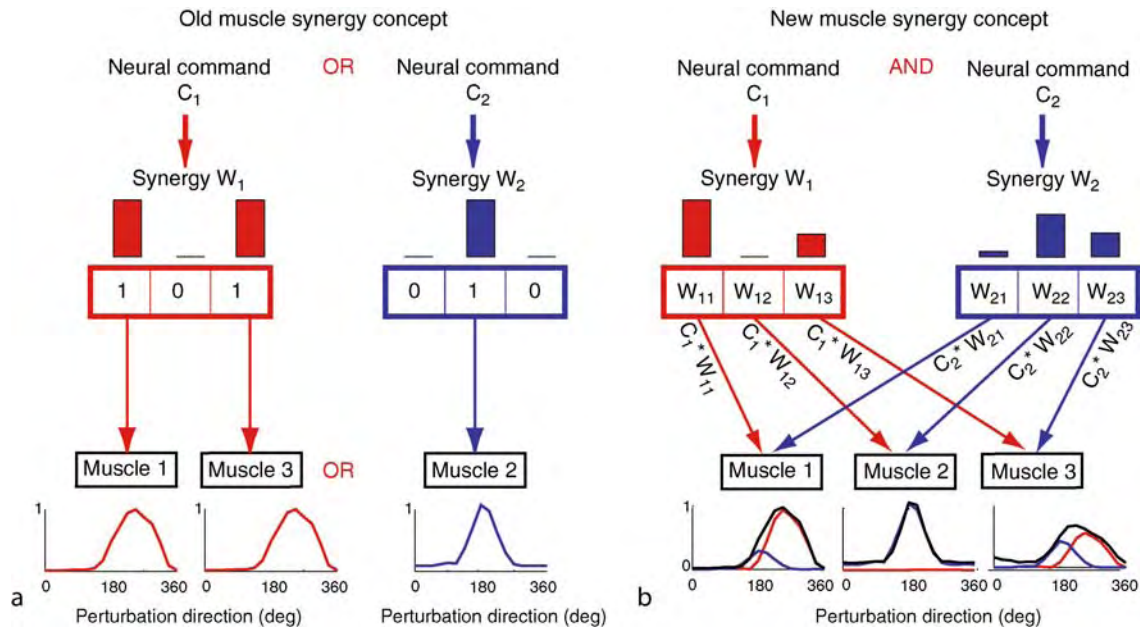 Old muscle synergy concept
Neural command OR Neural command
C1 C2
Synergy W1 Synergy W2
1 0 1 0 1 0
Muscle 1 Muscle 3 OR Muscle 2
1 1
0 180 360 0 180 360 0 180 360
a Perturbation direction (deg) Perturbation direction (deg)
New muscle synergy concept
Neural command AND Neural command
C1 C2
Synergy W1 Synergy W2
W11 W12 W13 W21 W22 W23
C1* W11 C1* W12 C1* W13 C2* W21 C2* W22 C2* W23
Muscle 1 Muscle 2 Muscle 3
1
0
0 180 360 0 180 360 0 180 360
b Perturbation direction (deg)